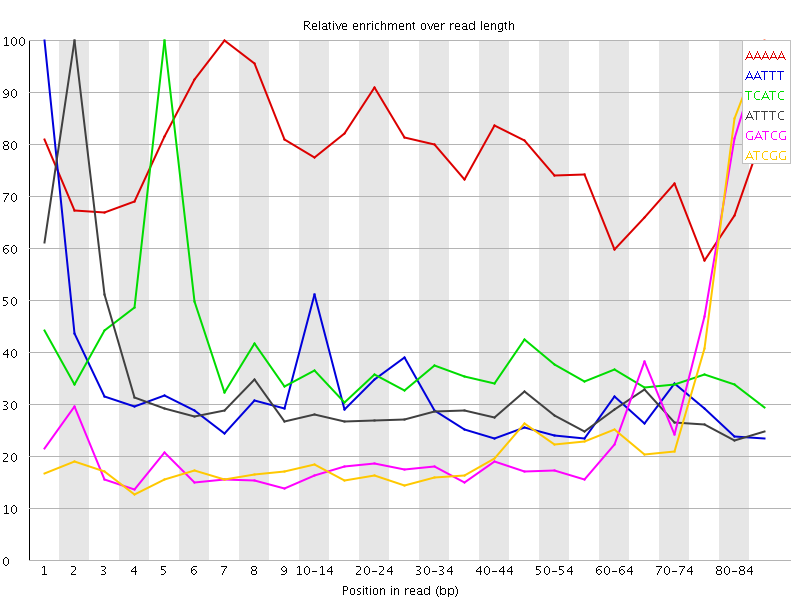 Relative enrichment over read length
100
90
80
70
60
50
40
30
20
10
0
AAAAA
AATTT
TCATC
ATTTC
GATCG
ATCGG
1 2 3 4 5 6 7 8 9 10-14 20-24 30-34 40-44 50-54 60-64 70-74 80-84
Position in read (bp)